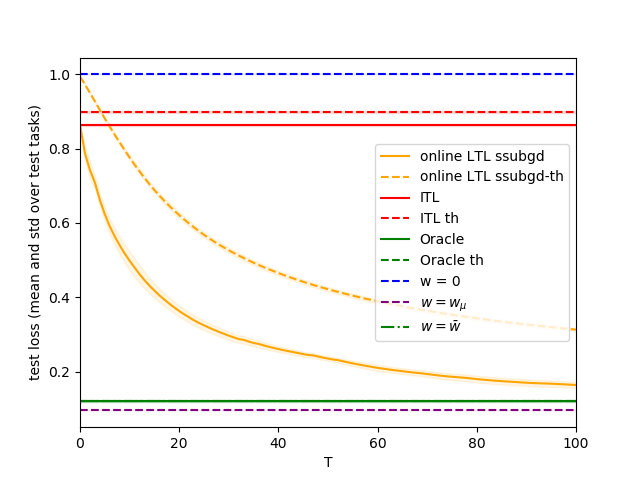 test loss (mean and std over test tasks)
1.0
0.8
0.6
0.4
0.2
online LTL ssubgd
online LTL ssubgd-th
ITL
ITL th
Oracle
Oracle th
w = 0
w = w_μ
w = w̄
0
20
40
60
80
100
T